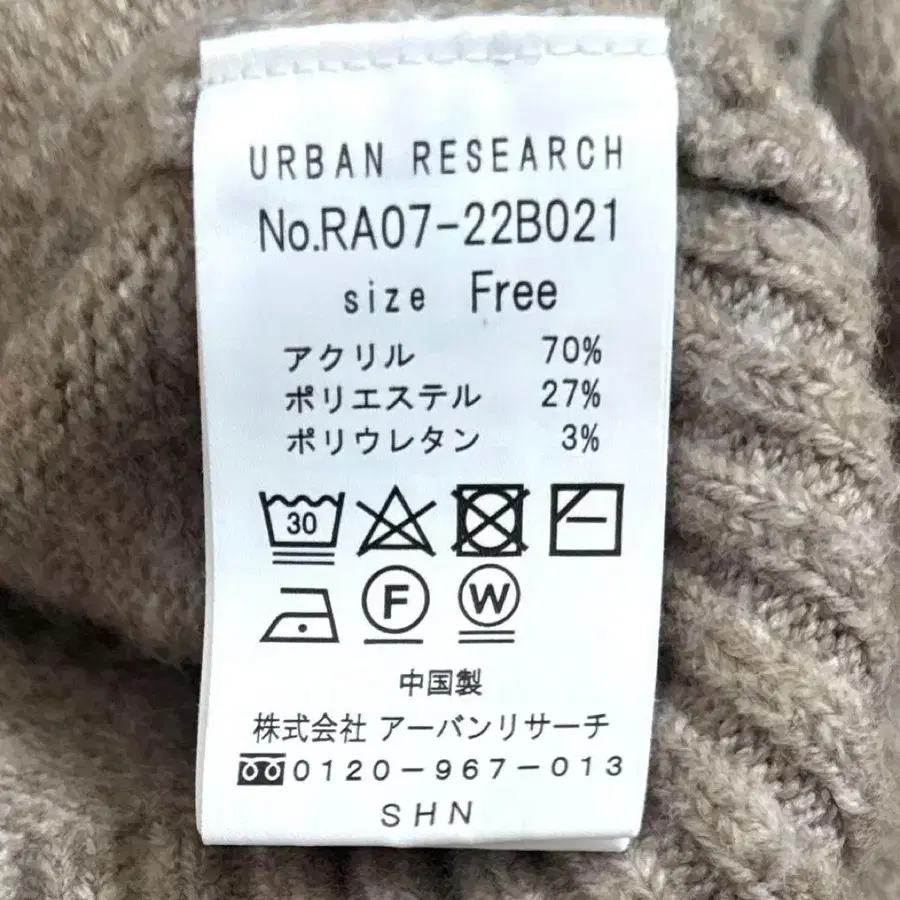 URBAN RESEARCH
No.RA07-22B021
size Free
アクリル 70%
ポリエステル 27%
ポリウレタン 3%
30
F W
中国製
株式会社 アーバンリサーチ
0120-967-013
SHN